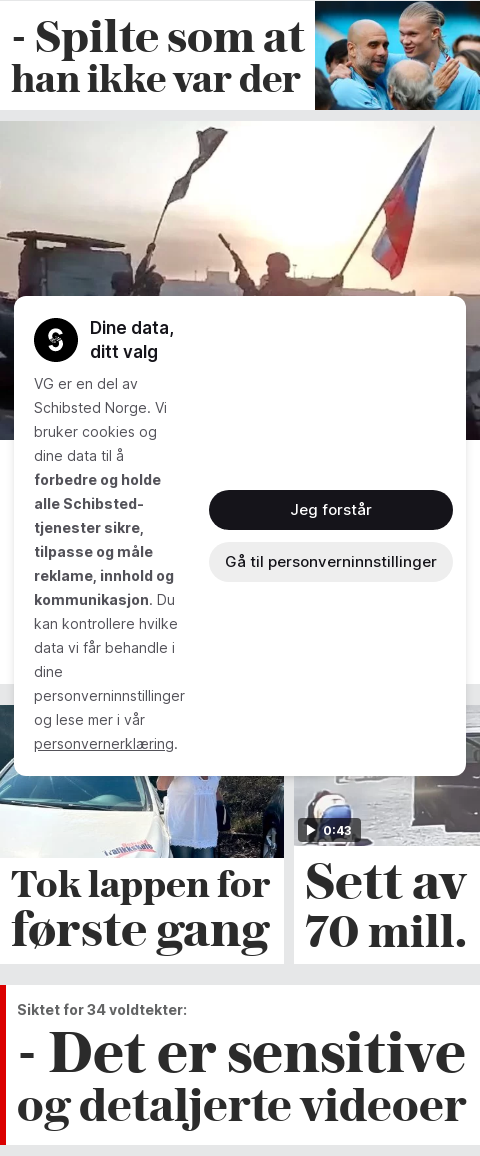 - Spilte som at
han ikke var der
Dine data,
ditt valg
VG er en del av
Schibsted Norge. Vi
bruker cookies og
dine data til å
forbedre og holde
alle Schibsted-
tjenester sikre,
tilpasse og måle
reklame, innhold og
kommunikasjon. Du
kan kontrollere hvilke
data vi får behandle i
dine
personverninnstillinger
og lese mer i vår
personvernerklæring.
Jeg forstår
Gå til personverninnstillinger
0:43
Tok lappen for
første gang
Sett av
70 mill.
Siktet for 34 voldtekter:
- Det er sensitive
og detaljerte videoer